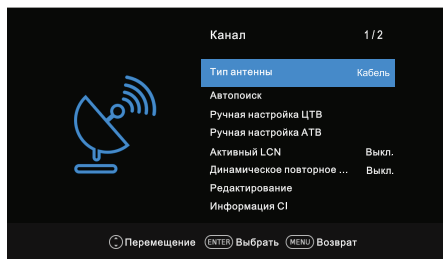 Канал 1/2
Тип антенны Кабель
Автопоиск
Ручная настройка ЦТВ
Ручная настройка АТВ
Активный LCN Выкл.
Динамическое повторное ... Выкл.
Редактирование
Информация CI
Перемещение ENTER Выбрать MENU Возврат